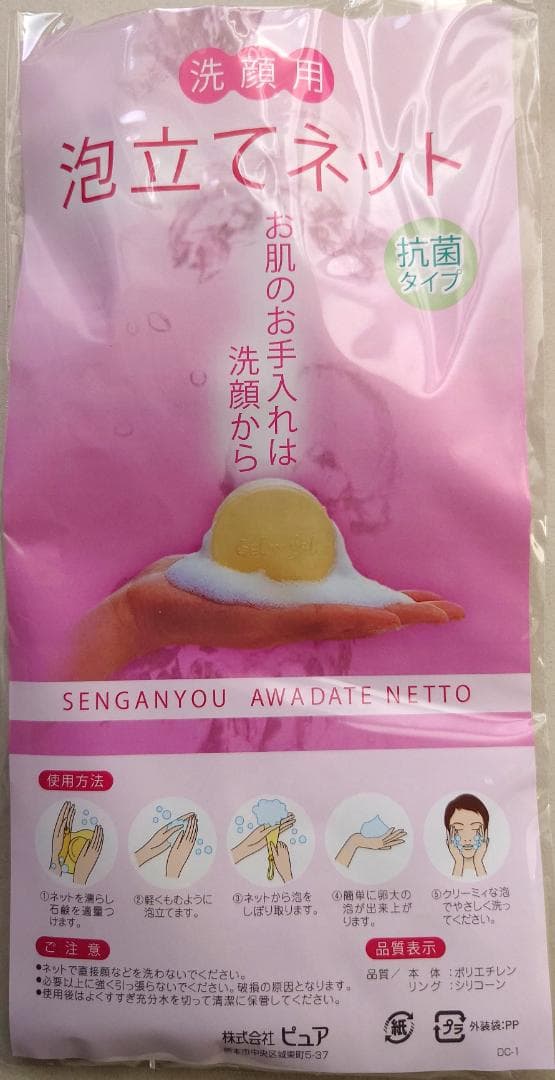 洗顔用
泡立てネット
抗菌
タイプ
お肌のお手入れは
洗顔から
SENGANYOU AWADATE NETTO
使用方法
①ネットを濡らし
石鹸を適量つ
けます。
②軽くもむように
泡立てます。
③ネットから泡を
しぼり取ります。
④簡単に卵大の
泡が出来上が
ります。
⑤クリーミィな泡
でやさしく洗っ
てください。
ご注意
●ネットで直接顔などを洗わないでください。
●必要以上に強く引っ張らないでください。破損の原因となります。
●使用後はよくすすぎ充分水を切って清潔に保管してください。
品質表示
品質/本体:ポリエチレン
リング:シリコーン
株式会社 ピュア
熊本市中央区城東町5-37
紙
プラ
外装袋:PP
DC-1